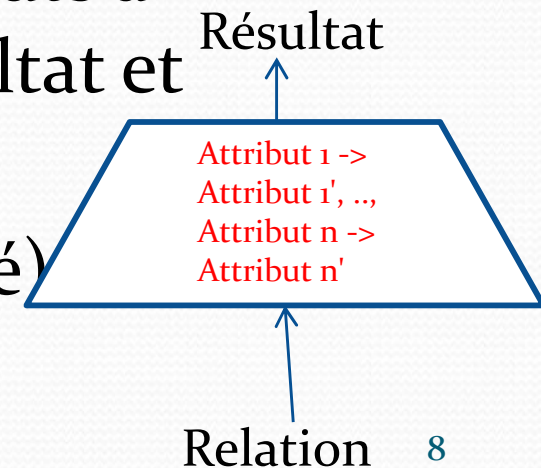 Résultat
ltat et
Attribut 1 ->
Attribut 1', ..,
Attribut n ->
Attribut n'
é)
Relation 8